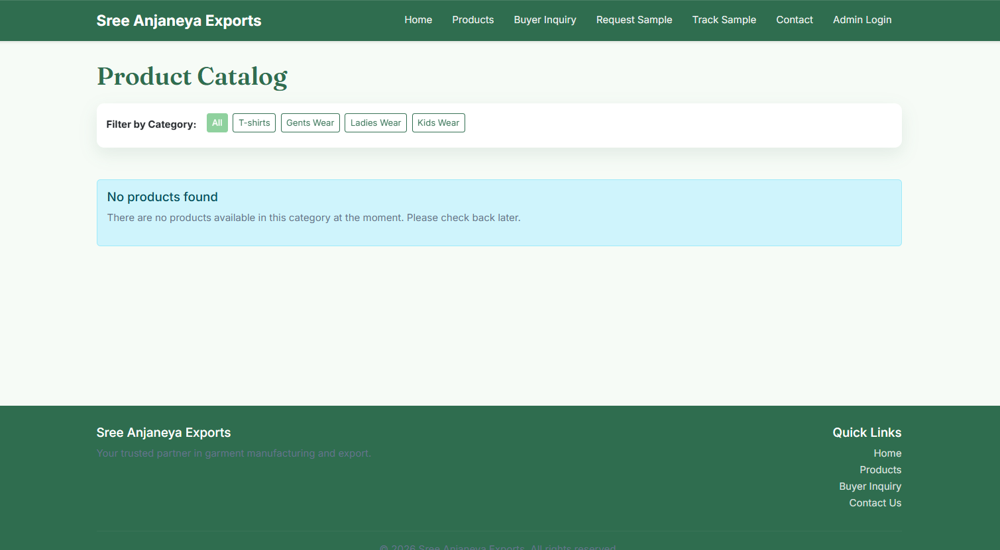 Sree Anjaneya Exports
Home Products Buyer Inquiry Request Sample Track Sample Contact Admin Login
Product Catalog
Filter by Category: All T-shirts Gents Wear Ladies Wear Kids Wear
No products found
There are no products available in this category at the moment. Please check back later.
Sree Anjaneya Exports
Your trusted partner in garment manufacturing and export.
Quick Links
Home
Products
Buyer Inquiry
Contact Us
© 2026 Sree Anjaneya Exports. All rights reserved.